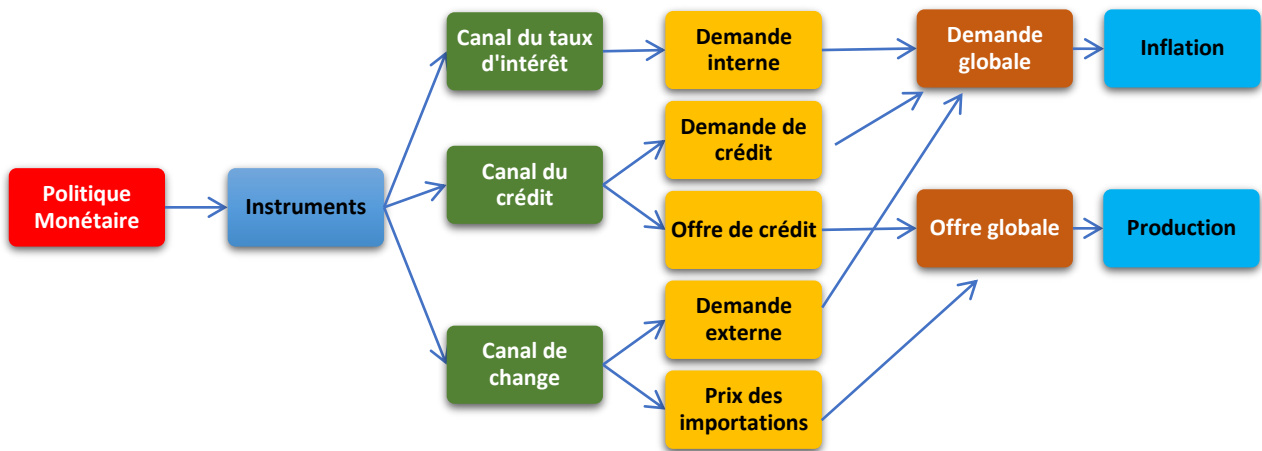 Politique
Monétaire
Instruments
Canal du taux
d'intérêt
Canal du
crédit
Canal de
change
Demande
interne
Demande de
crédit
Offre de crédit
Demande
externe
Prix des
importations
Demande
globale
Offre globale
Inflation
Production